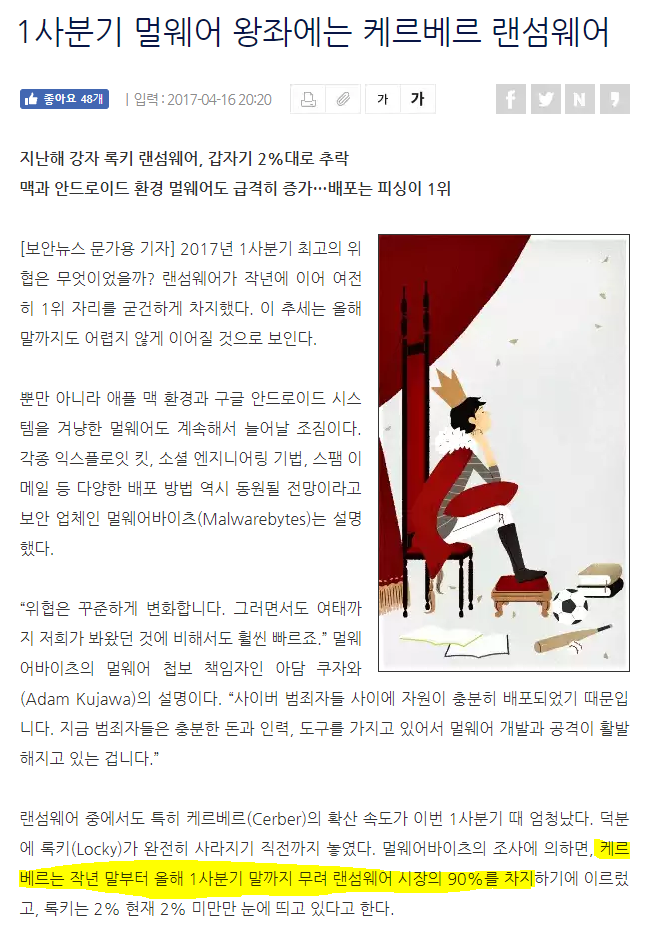 1사분기 멀웨어 왕좌에는 케르베르 랜섬웨어
좋아요 48개 | 입력 : 2017-04-16 20:20 가 가
지난해 강자 록키 랜섬웨어, 갑자기 2%대로 추락
맥과 안드로이드 환경 멀웨어도 급격히 증가…배포는 피싱이 1위
[보안뉴스 문가용 기자] 2017년 1사분기 최고의 위
협은 무엇이었을까? 랜섬웨어가 작년에 이어 여전
히 1위 자리를 굳건하게 차지했다. 이 추세는 올해
말까지도 어렵지 않게 이어질 것으로 보인다.
뿐만 아니라 애플 맥 환경과 구글 안드로이드 시스
템을 겨냥한 멀웨어도 계속해서 늘어날 조짐이다.
각종 익스플로잇 킷, 소셜 엔지니어링 기법, 스팸 이
메일 등 다양한 배포 방법 역시 동원될 전망이라고
보안 업체인 멀웨어바이츠(Malwarebytes)는 설명
했다.
“위협은 꾸준하게 변화합니다. 그러면서도 여태까
지 저희가 봐왔던 것에 비해서도 훨씬 빠르죠.” 멀웨
어바이츠의 멀웨어 첩보 책임자인 아담 쿠자와
(Adam Kujawa)의 설명이다. “사이버 범죄자들 사이에 자원이 충분히 배포되었기 때문입
니다. 지금 범죄자들은 충분한 돈과 인력, 도구를 가지고 있어서 멀웨어 개발과 공격이 활발
해지고 있는 겁니다.”
랜섬웨어 중에서도 특히 케르베르(Cerber)의 확산 속도가 이번 1사분기 때 엄청났다. 덕분
에 록키(Locky)가 완전히 사라지기 직전까지 놓였다. 멀웨어바이츠의 조사에 의하면, 케르
베르는 작년 말부터 올해 1사분기 말까지 무려 랜섬웨어 시장의 90%를 차지하기에 이르렀
고, 록키는 2% 현재 2% 미만만 눈에 띄고 있다고 한다.